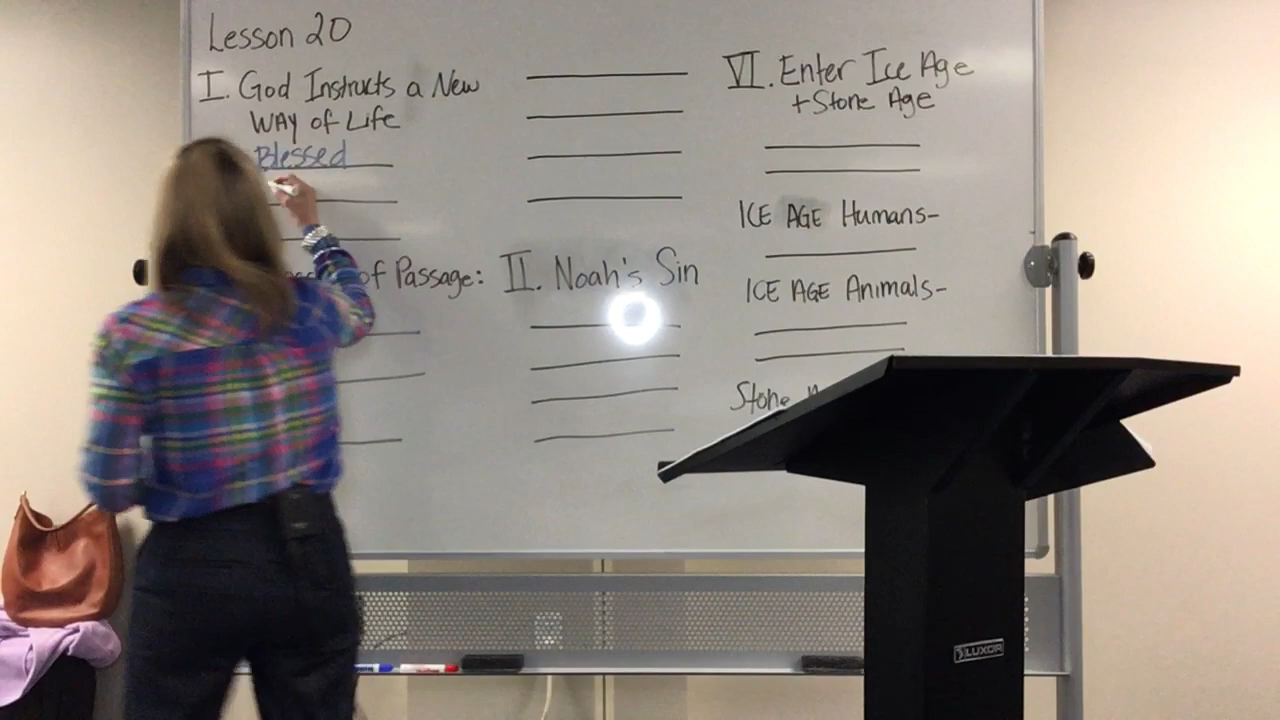 Lesson 20
I. God Instructs a New
WAY of Life
Blessed
of Passage:
II. Noah's Sin
VI. Enter Ice Age
+Stone Age
ICE AGE Humans-
ICE AGE Animals-
Stone
LUXOR